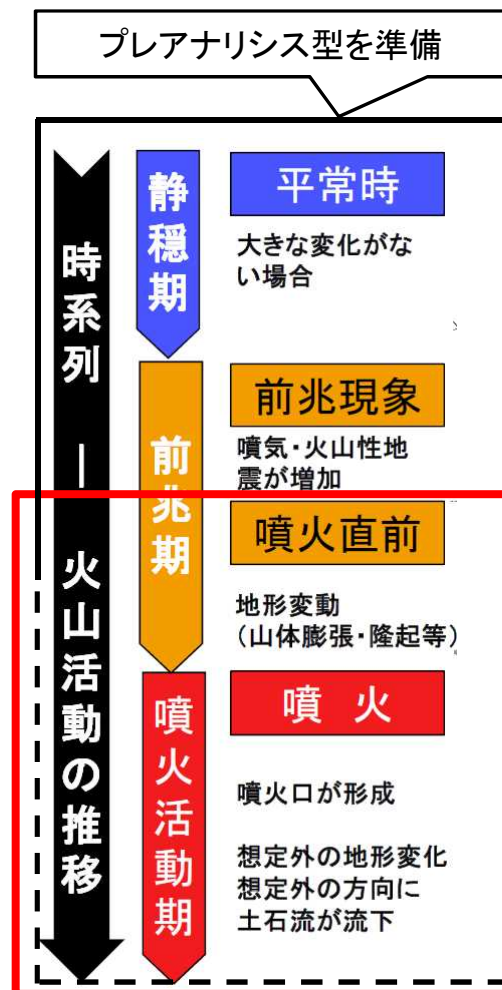 プレアナリシス型を準備
時系列 ― 火山活動の推移
静穏期
平常時
大きな変化がな
い場合
前兆期
前兆現象
噴気・火山性地
震が増加
噴火直前
地形変動
(山体膨張・隆起等)
噴火活動期
噴 火
噴火口が形成
想定外の地形変化
想定外の方向に
土石流が流下